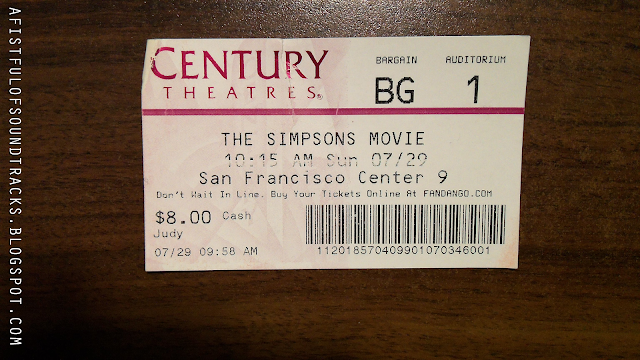 AFISTFULOFSOUNDTRACKS.BLOGSPOT.COM
CENTURY
THEATRES®
BARGAIN
BG
AUDITORIUM
1
THE SIMPSONS MOVIE
10:15 AM Sun 07/29
San Francisco Center 9
Don't Wait In Line. Buy Your Tickets Online At FANDANGO.COM
$8.00 Cash
Judy
07/29 09:58 AM
112018570409901070346001